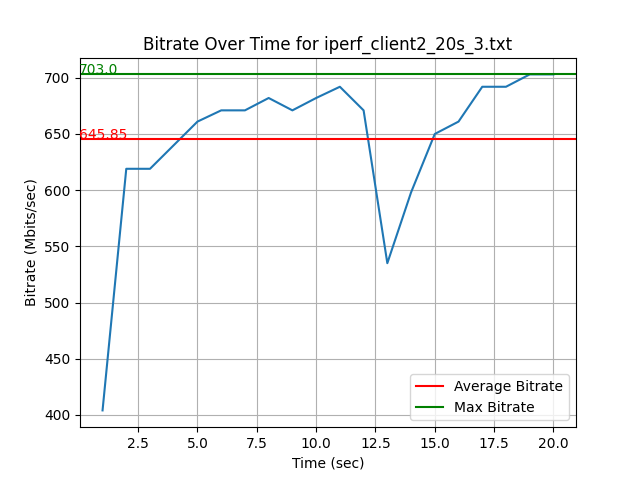 Bitrate Over Time for iperf_client2_20s_3.txt
703.0
700
645.85
650
600
550
500
450
400
Bitrate (Mbits/sec)
Average Bitrate
Max Bitrate
2.5 5.0 7.5 10.0 12.5 15.0 17.5 20.0
Time (sec)